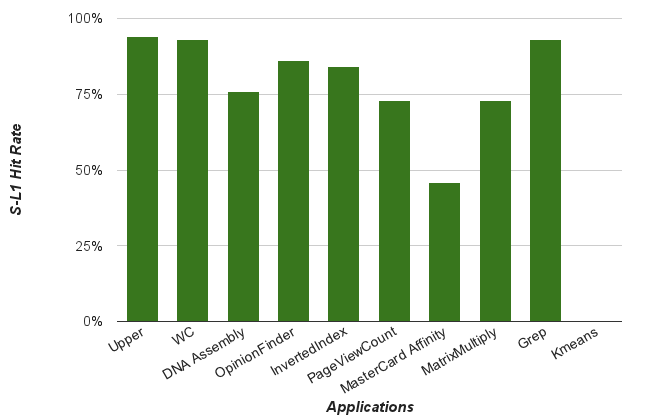 100%
75%
50%
25%
0%
S-L1 Hit Rate
Upper
WC
DNA Assembly
OpinionFinder
InvertedIndex
PageViewCount
MasterCard Affinity
MatrixMultiply
Grep
Kmeans
Applications